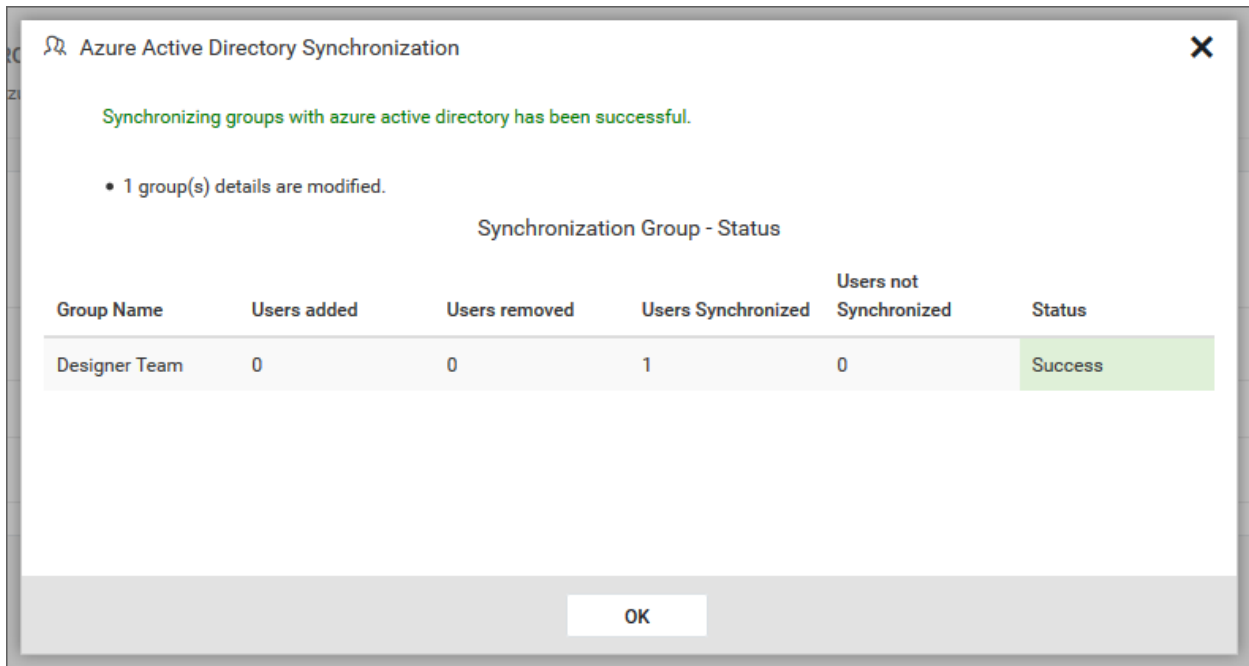 Azure Active Directory Synchronization
Synchronizing groups with azure active directory has been successful.
• 1 group(s) details are modified.
Synchronization Group - Status
Group Name Users added Users removed Users Synchronized Users not Synchronized Status
Designer Team 0 0 1 0 Success
OK